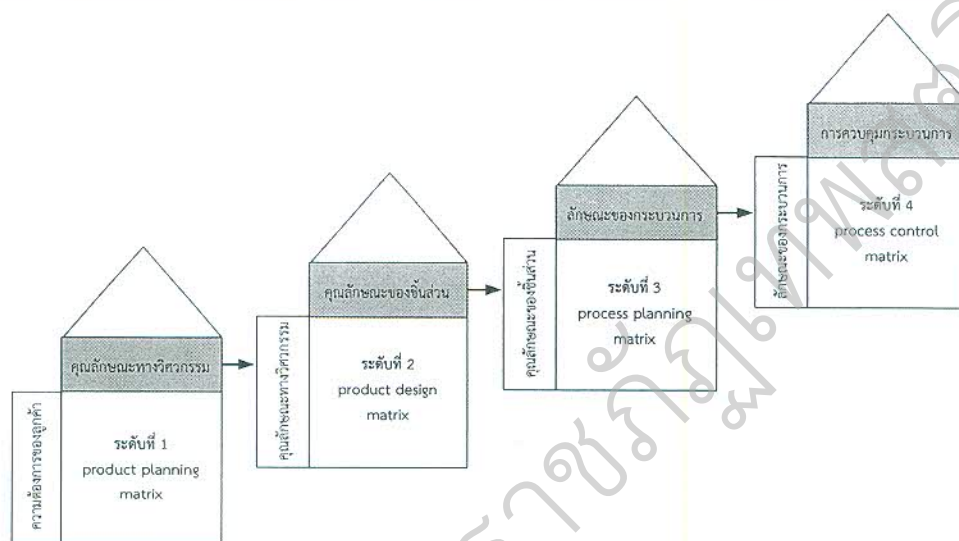 ความต้องการของลูกค้า
คุณลักษณะทางวิศวกรรม
ระดับที่ 1
product planning
matrix
คุณลักษณะทางวิศวกรรม
คุณลักษณะของชิ้นส่วน
ระดับที่ 2
product design
matrix
คุณลักษณะของชิ้นส่วน
ลักษณะของกระบวนการ
ระดับที่ 3
process planning
matrix
ลักษณะของกระบวนการ
การควบคุมกระบวนการ
ระดับที่ 4
process control
matrix